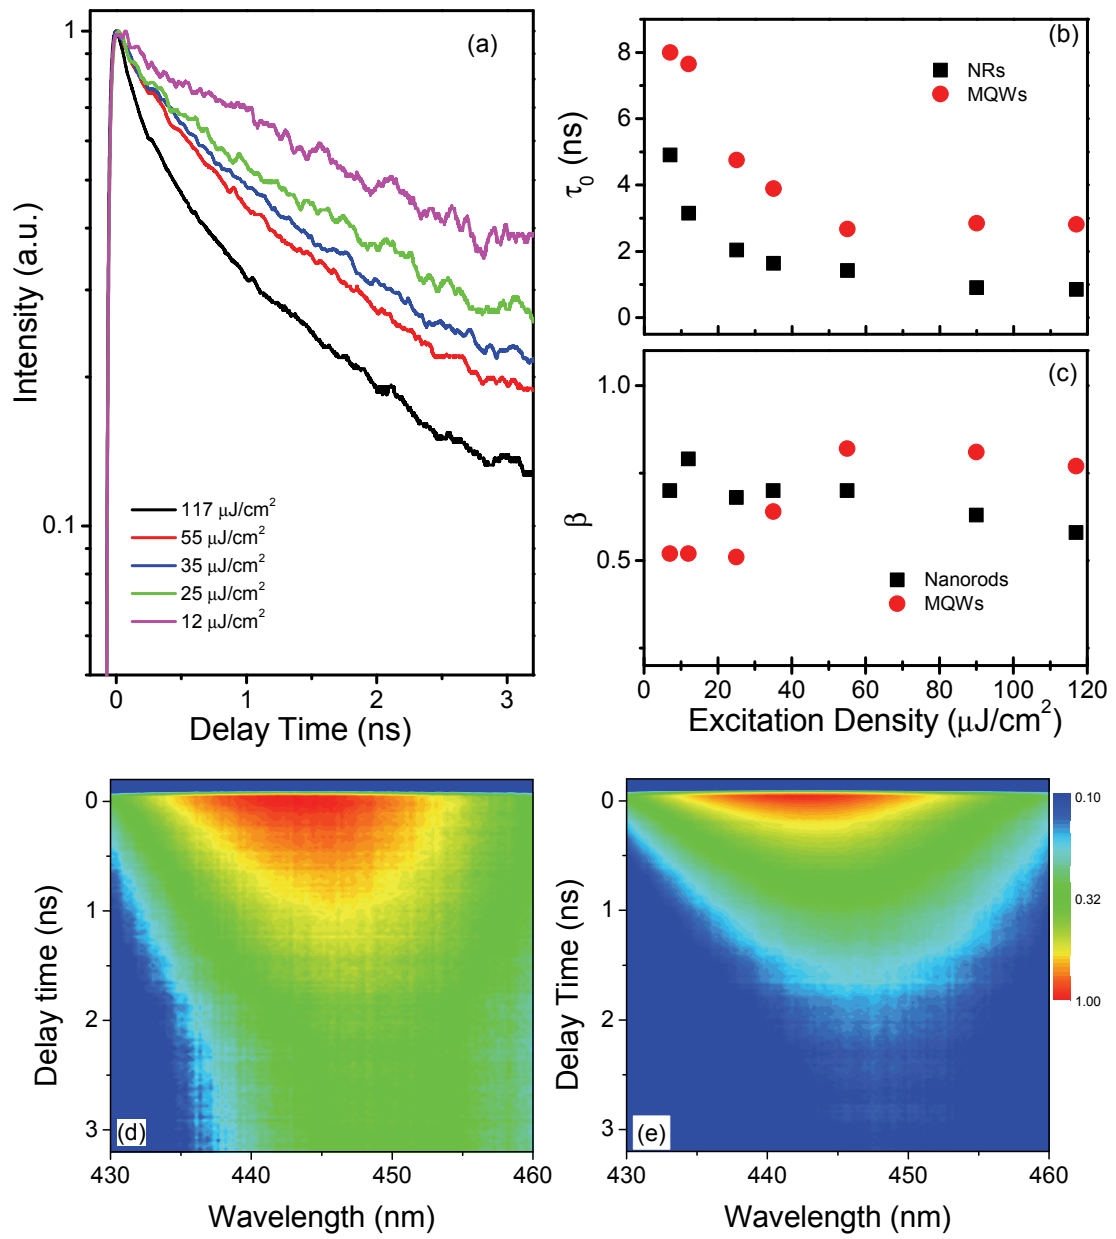 (a)
1
0.1
Intensity (a.u.)
117 μJ/cm²
55 μJ/cm²
35 μJ/cm²
25 μJ/cm²
12 μJ/cm²
0 1 2 3
Delay Time (ns)
(b)
NRs
MQWs
8
6
4
2
0
τ₀ (ns)
(c)
1.0
0.5
β
Nanorods
MQWs
0 20 40 60 80 100 120
Excitation Density (μJ/cm²)
0
1
2
3
Delay time (ns)
(d)
430 440 450 460
Wavelength (nm)
0
1
2
3
Delay Time (ns)
(e)
430 440 450 460
Wavelength (nm)
0.10
0.32
1.00